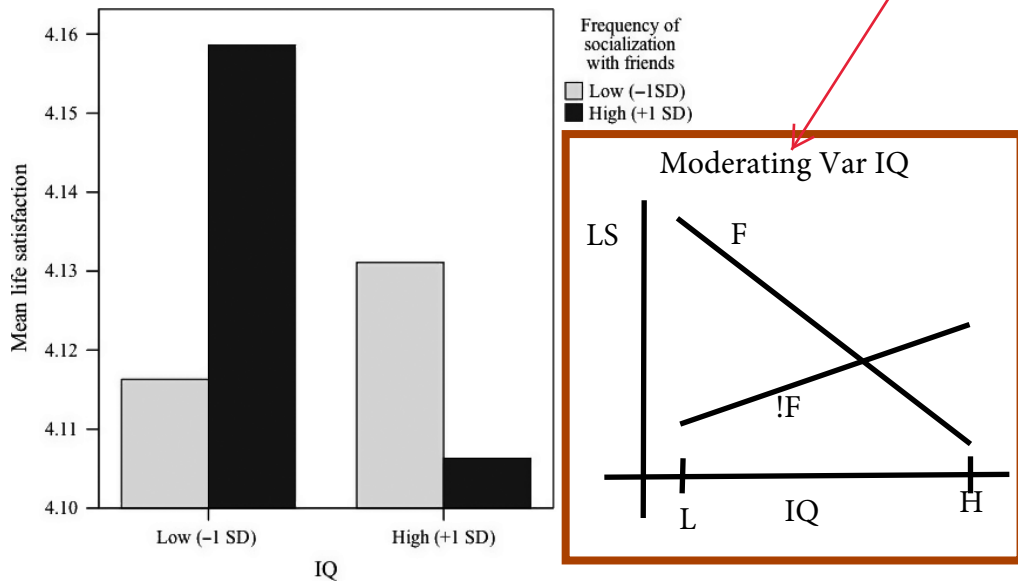 4.16
4.15
4.14
4.13
4.12
4.11
4.10
Mean life satisfaction
Low (−1 SD)
High (+1 SD)
IQ
Frequency of
socialization
with friends
Low (−1SD)
High (+1 SD)
Moderating Var IQ
LS
F
!F
L
IQ
H